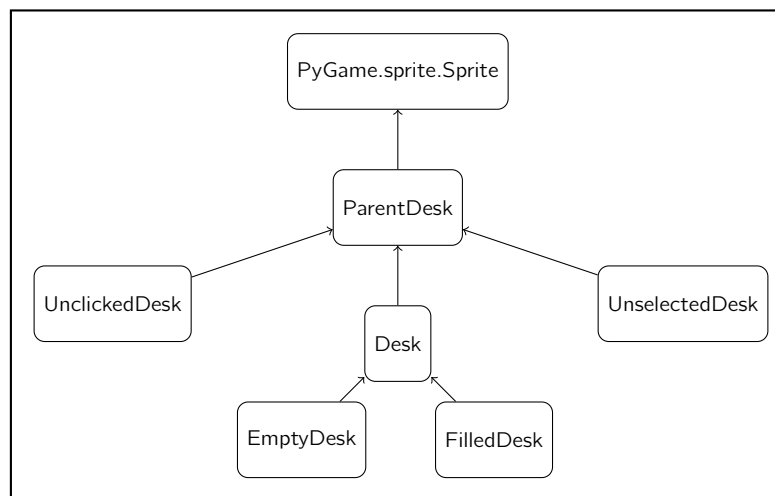 PyGame.sprite.Sprite
ParentDesk
UnclickedDesk
UnselectedDesk
Desk
EmptyDesk
FilledDesk